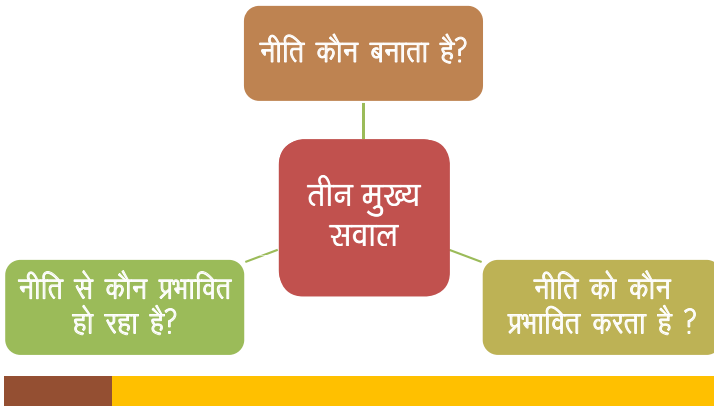 नीति कौन बनाता है?
तीन मुख्य
सवाल
नीति से कौन प्रभावित
हो रहा है?
नीति को कौन
प्रभावित करता है ?